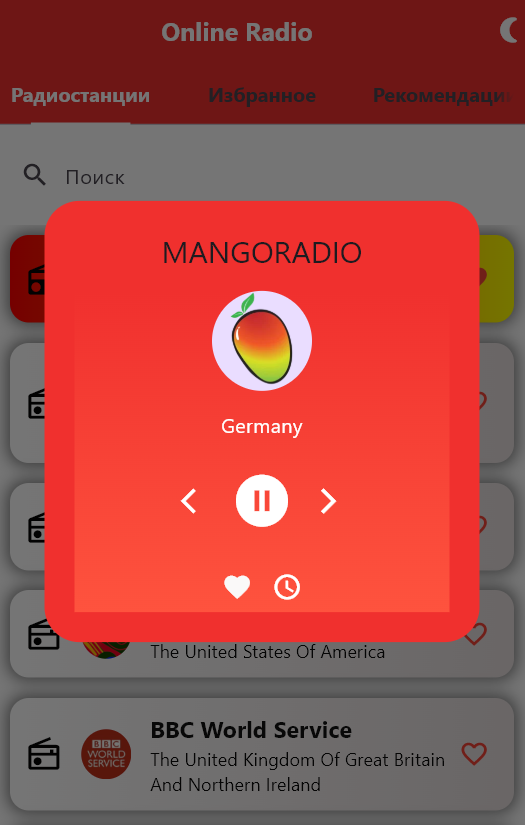 Online Radio
Радиостанции Избранное Рекомендации
Поиск
MANGORADIO
Germany
The United States Of America
BBC World Service
BBC
WORLD
SERVICE
The United Kingdom Of Great Britain
And Northern Ireland